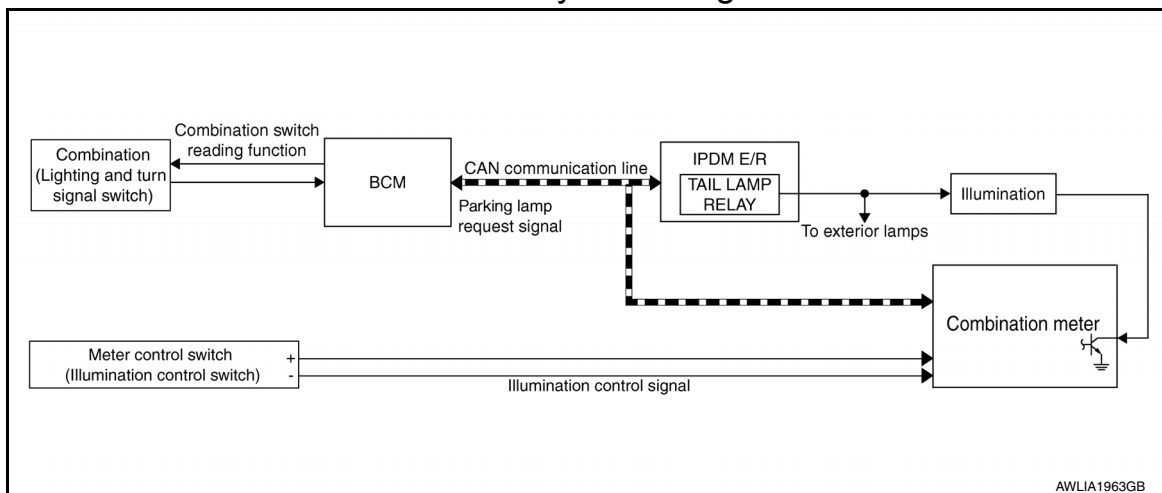 Combination switch
reading function
Combination
(Lighting and turn
signal switch)
BCM
CAN communication line
Parking lamp
request signal
IPDM E/R
TAIL LAMP
RELAY
To exterior lamps
Illumination
Combination meter
Meter control switch
(Illumination control switch)
+
-
Illumination control signal
AWLIA1963GB